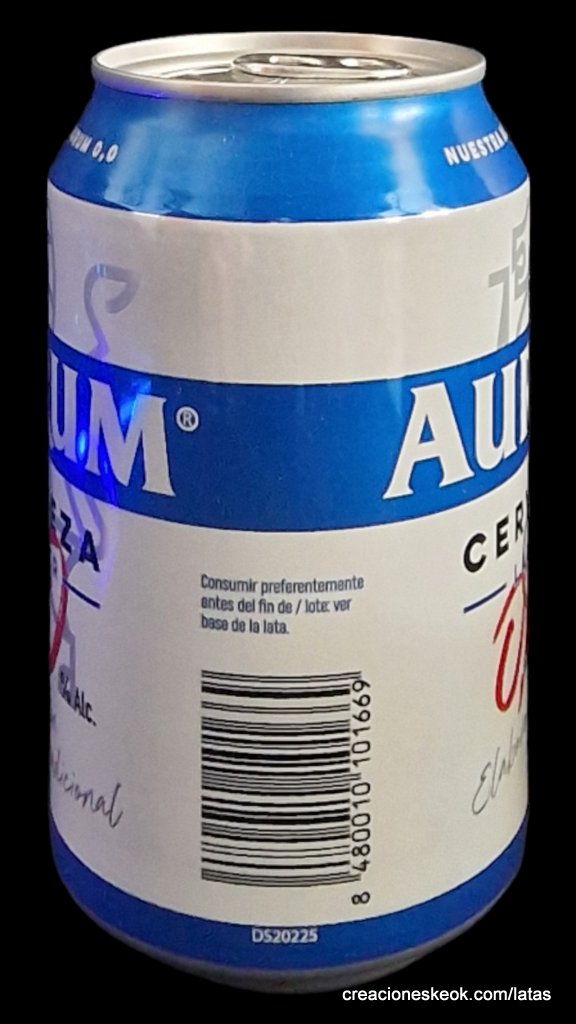 0,0
NUESTRA
UM®
AU
EZA
CER
Consumir preferentemente
antes del fin de / lote: ver
base de la lata.
% Alc.
8 480010 101669
DS20225
creacioneskeok.com/latas